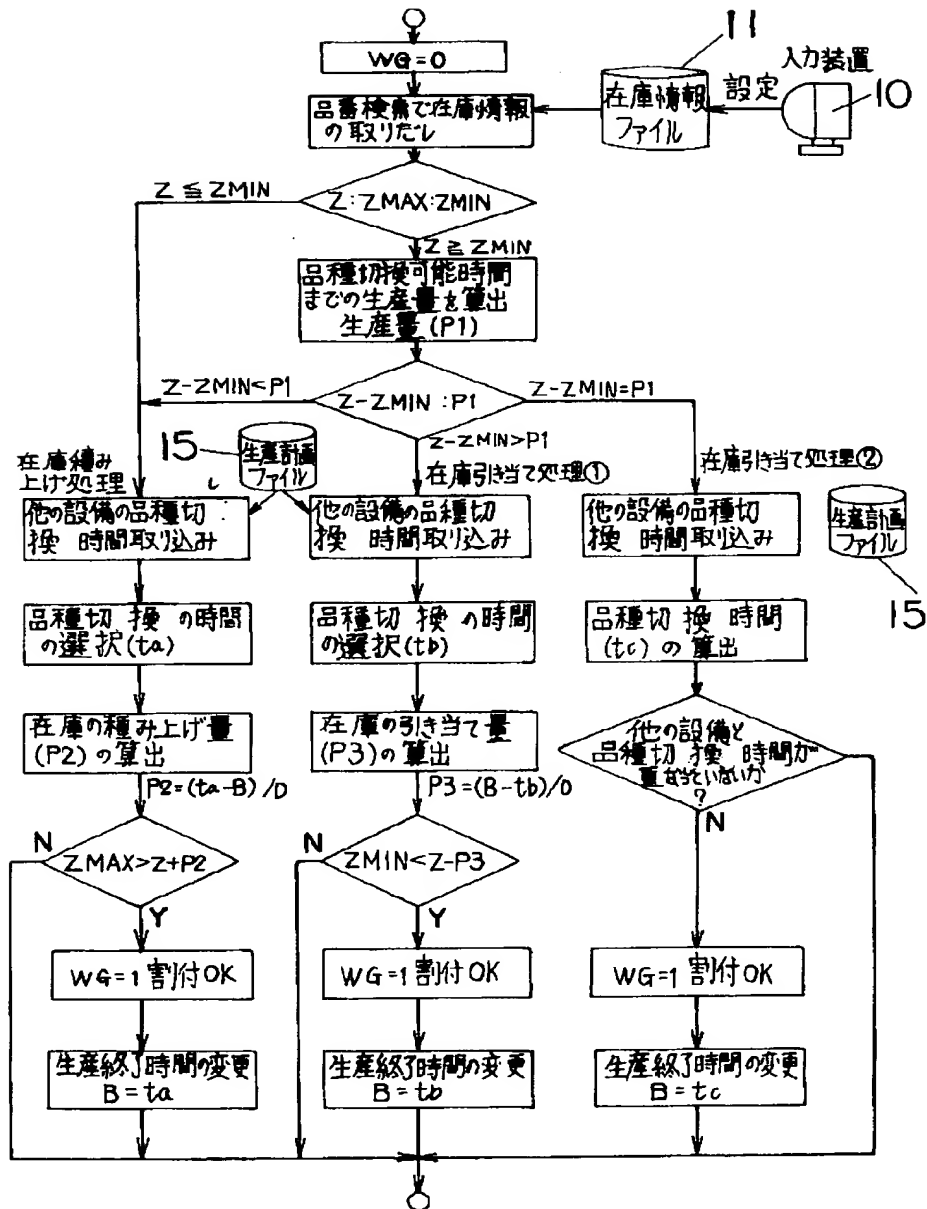 WG=0
11
入力装置
10
設定
在庫情報
ファイル
品番検索で在庫情報
の取りだし
Z≦ZMIN
Z:ZMAX:ZMIN
Z≧ZMIN
品種切換可能時間
までの生産量を算出
生産量(P1)
Z-ZMIN<P1
Z-ZMIN:P1
Z-ZMIN=P1
Z-ZMIN>P1
15
生産計画
ファイル
在庫積み
上げ処理
在庫引き当て処理①
在庫引き当て処理②
他の設備の品種切
換 時間取り込み
他の設備の品種切
換 時間取り込み
他の設備の品種切
換 時間取り込み
生産計画
ファイル
15
品種切 換 の時間
の選択(ta)
品種切 換 の時間
の選択(tb)
品種切 換 時間
(tc)の算出
在庫の積み上げ量
(P2)の算出
在庫の引き当て量
(P3)の算出
他の設備と
品種切 換 時間が
重なっていないか
?
P2=(ta-B)/D
P3=(B-tb)/D
N
ZMAX>Z+P2
N
ZMIN<Z-P3
N
Y
Y
WG=1 割付OK
WG=1 割付OK
WG=1 割付OK
生産終了時間の変更
B=ta
生産終了時間の変更
B=tb
生産終了時間の変更
B=tc